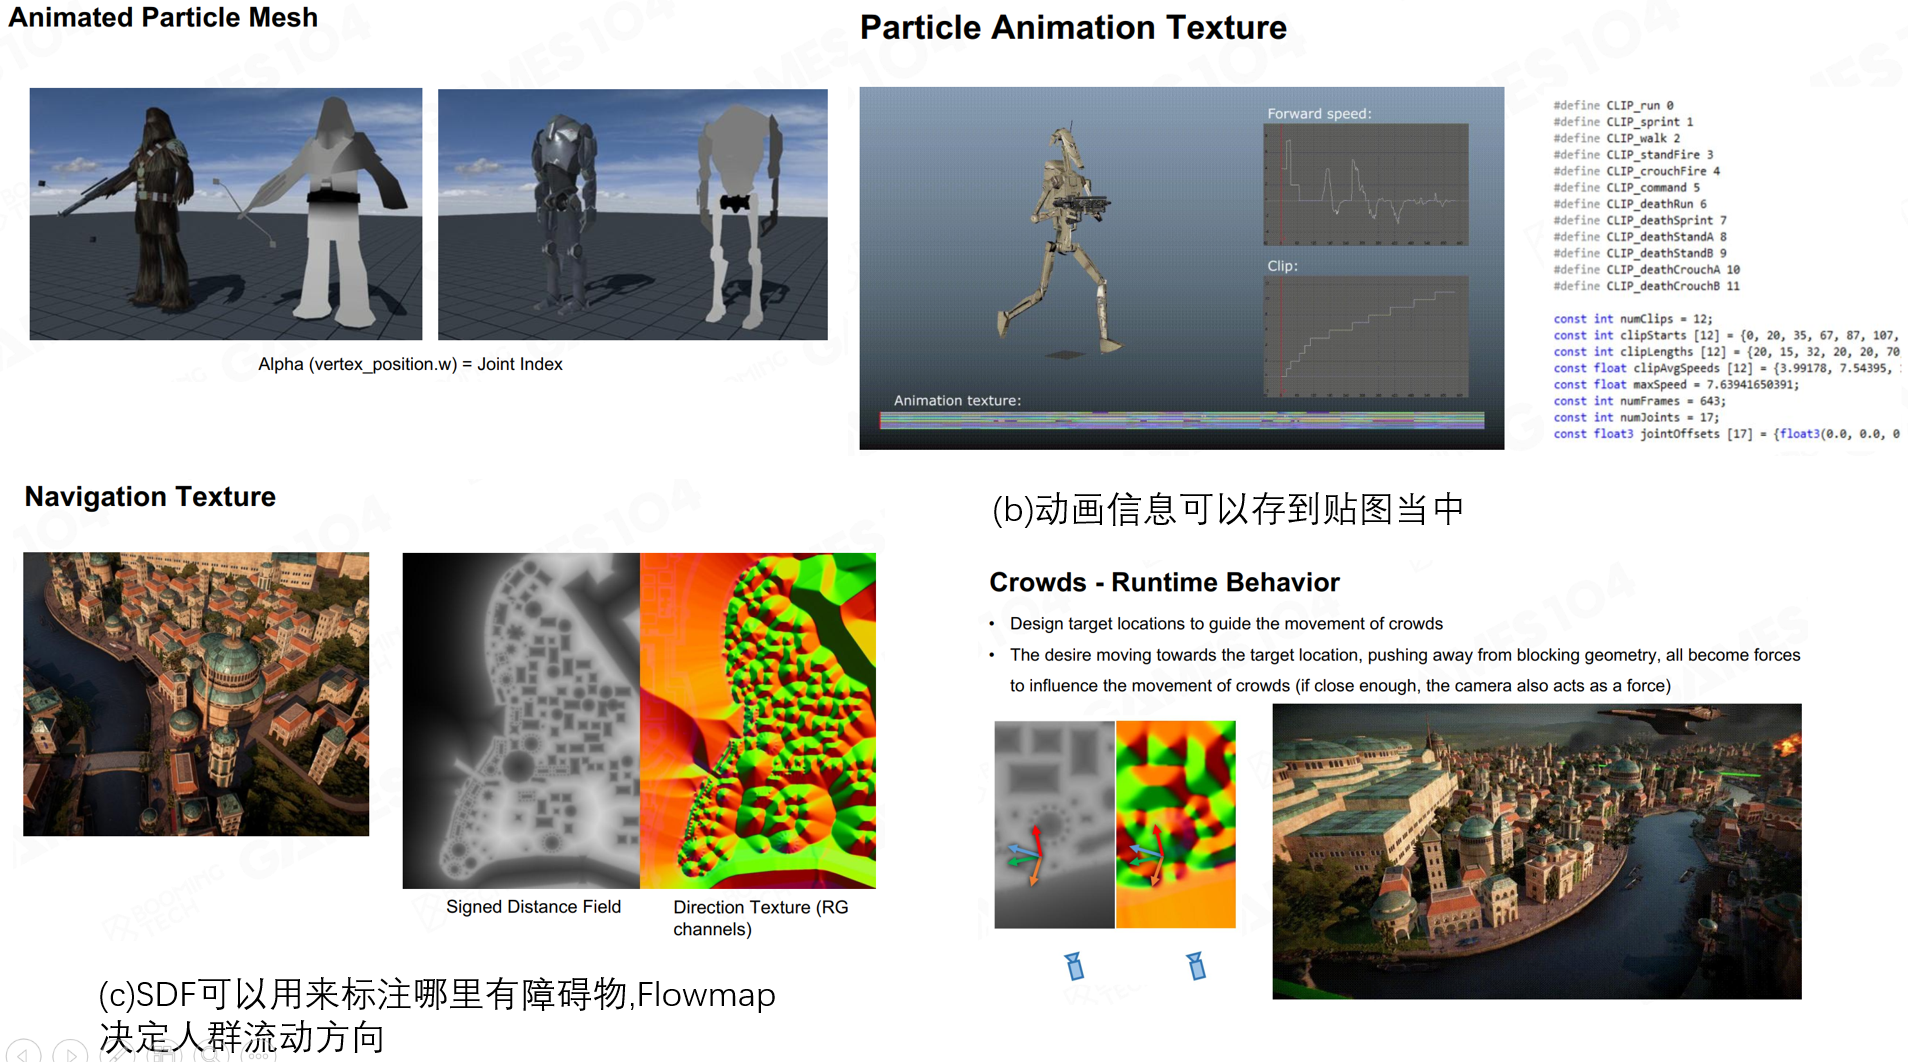 Animated Particle Mesh
Alpha (vertex_position.w) = Joint Index
Particle Animation Texture
Forward speed:
Clip:
Animation texture:
#define CLIP_run 0
#define CLIP_sprint 1
#define CLIP_walk 2
#define CLIP_standFire 3
#define CLIP_crouchFire 4
#define CLIP_command 5
#define CLIP_deathRun 6
#define CLIP_deathSprint 7
#define CLIP_deathStandA 8
#define CLIP_deathStandB 9
#define CLIP_deathCrouchA 10
#define CLIP_deathCrouchB 11
const int numClips = 12;
const int clipStarts [12] = {0, 20, 35, 67, 87, 107,
const int clipLengths [12] = {20, 15, 32, 20, 20, 70
const float clipAvgSpeeds [12] = {3.99178, 7.54395,
const float maxSpeed = 7.63941650391;
const int numFrames = 643;
const int numJoints = 17;
const float3 jointOffsets [17] = {float3(0.0, 0.0, 0
(b)动画信息可以存到贴图当中
Navigation Texture
Signed Distance Field
Direction Texture (RG
channels)
(c)SDF可以用来标注哪里有障碍物,Flowmap
决定人群流动方向
Crowds - Runtime Behavior
• Design target locations to guide the movement of crowds
• The desire moving towards the target location, pushing away from blocking geometry, all become forces
to influence the movement of crowds (if close enough, the camera also acts as a force)
GAMES104
BOOMING
TECH